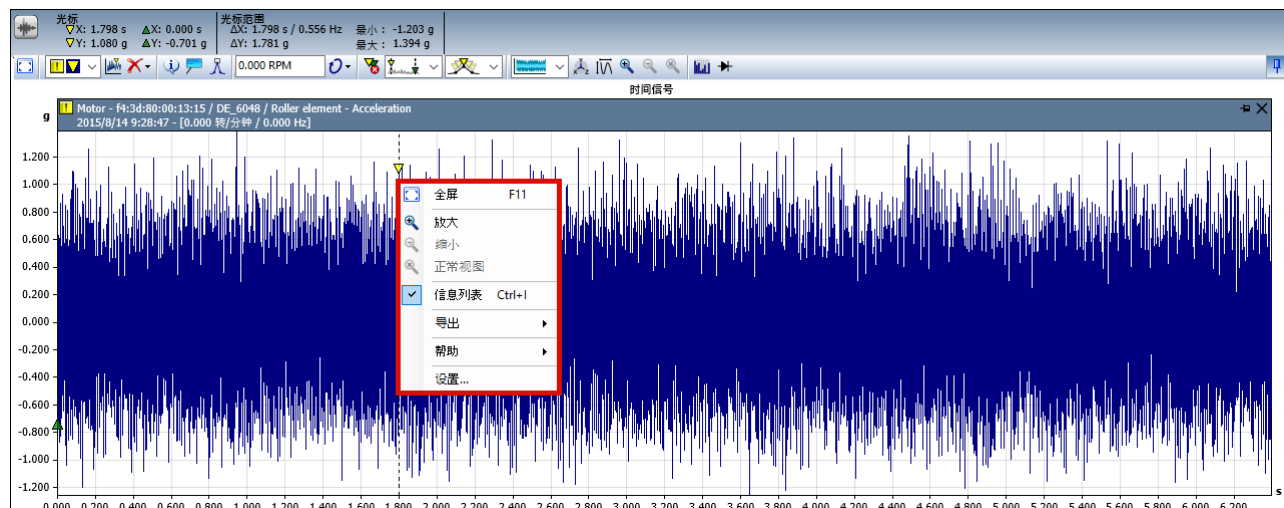 光标
X: 1.798 s X: 0.000 s
Y: 1.080 g Y: -0.701 g
光标范围
ΔX: 1.798 s / 0.556 Hz 最小： -1.203 g
ΔY: 1.781 g 最大： 1.394 g
0.000 RPM
时间信号
g
Motor - f4:3d:80:00:13:15 / DE_6048 / Roller element - Acceleration
2015/8/14 9:28:47 - [0.000 转/分钟 / 0.000 Hz]
1.200
1.000
0.800
0.600
0.400
0.200
0.000
-0.200
-0.400
-0.600
-0.800
-1.000
-1.200
全屏 F11
放大
缩小
正常视图
信息列表 Ctrl+I
导出
帮助
设置...
s
0.000 0.200 0.400 0.600 0.800 1.000 1.200 1.400 1.600 1.800 2.000 2.200 2.400 2.600 2.800 3.000 3.200 3.400 3.600 3.800 4.000 4.200 4.400 4.600 4.800 5.000 5.200 5.400 5.600 5.800 6.000 6.200